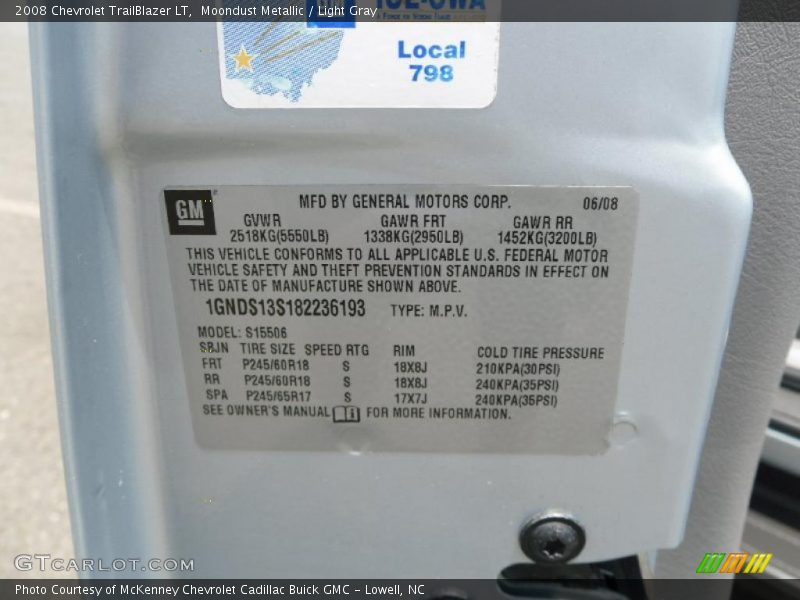 2008 Chevrolet TrailBlazer LT, Moondust Metallic / Light Gray
Local
798
GM
MFD BY GENERAL MOTORS CORP. 06/08
GVWR GAWR FRT GAWR RR
2518KG(5550LB) 1338KG(2950LB) 1452KG(3200LB)
THIS VEHICLE CONFORMS TO ALL APPLICABLE U.S. FEDERAL MOTOR
VEHICLE SAFETY AND THEFT PREVENTION STANDARDS IN EFFECT ON
THE DATE OF MANUFACTURE SHOWN ABOVE.
1GNDS13S182236193 TYPE: M.P.V.
MODEL: S15506
SBJN TIRE SIZE SPEED RTG RIM COLD TIRE PRESSURE
FRT P245/60R18 S 18X8J 210KPA(30PSI)
RR P245/60R18 S 18X8J 240KPA(35PSI)
SPA P245/65R17 S 17X7J 240KPA(35PSI)
SEE OWNER'S MANUAL FOR MORE INFORMATION.
GTCARLOT.COM
Photo Courtesy of McKenney Chevrolet Cadillac Buick GMC - Lowell, NC